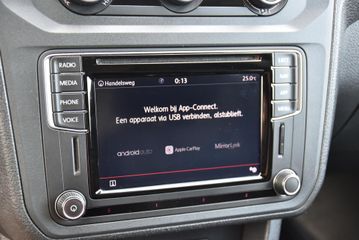 RADIO
MEDIA
PHONE
VOICE
Handelsweg
0:13
25.0
Welkom bij App-Connect.
Een apparaat via USB verbinden, alstublieft.
androidauto
Apple CarPlay
MirrorLink